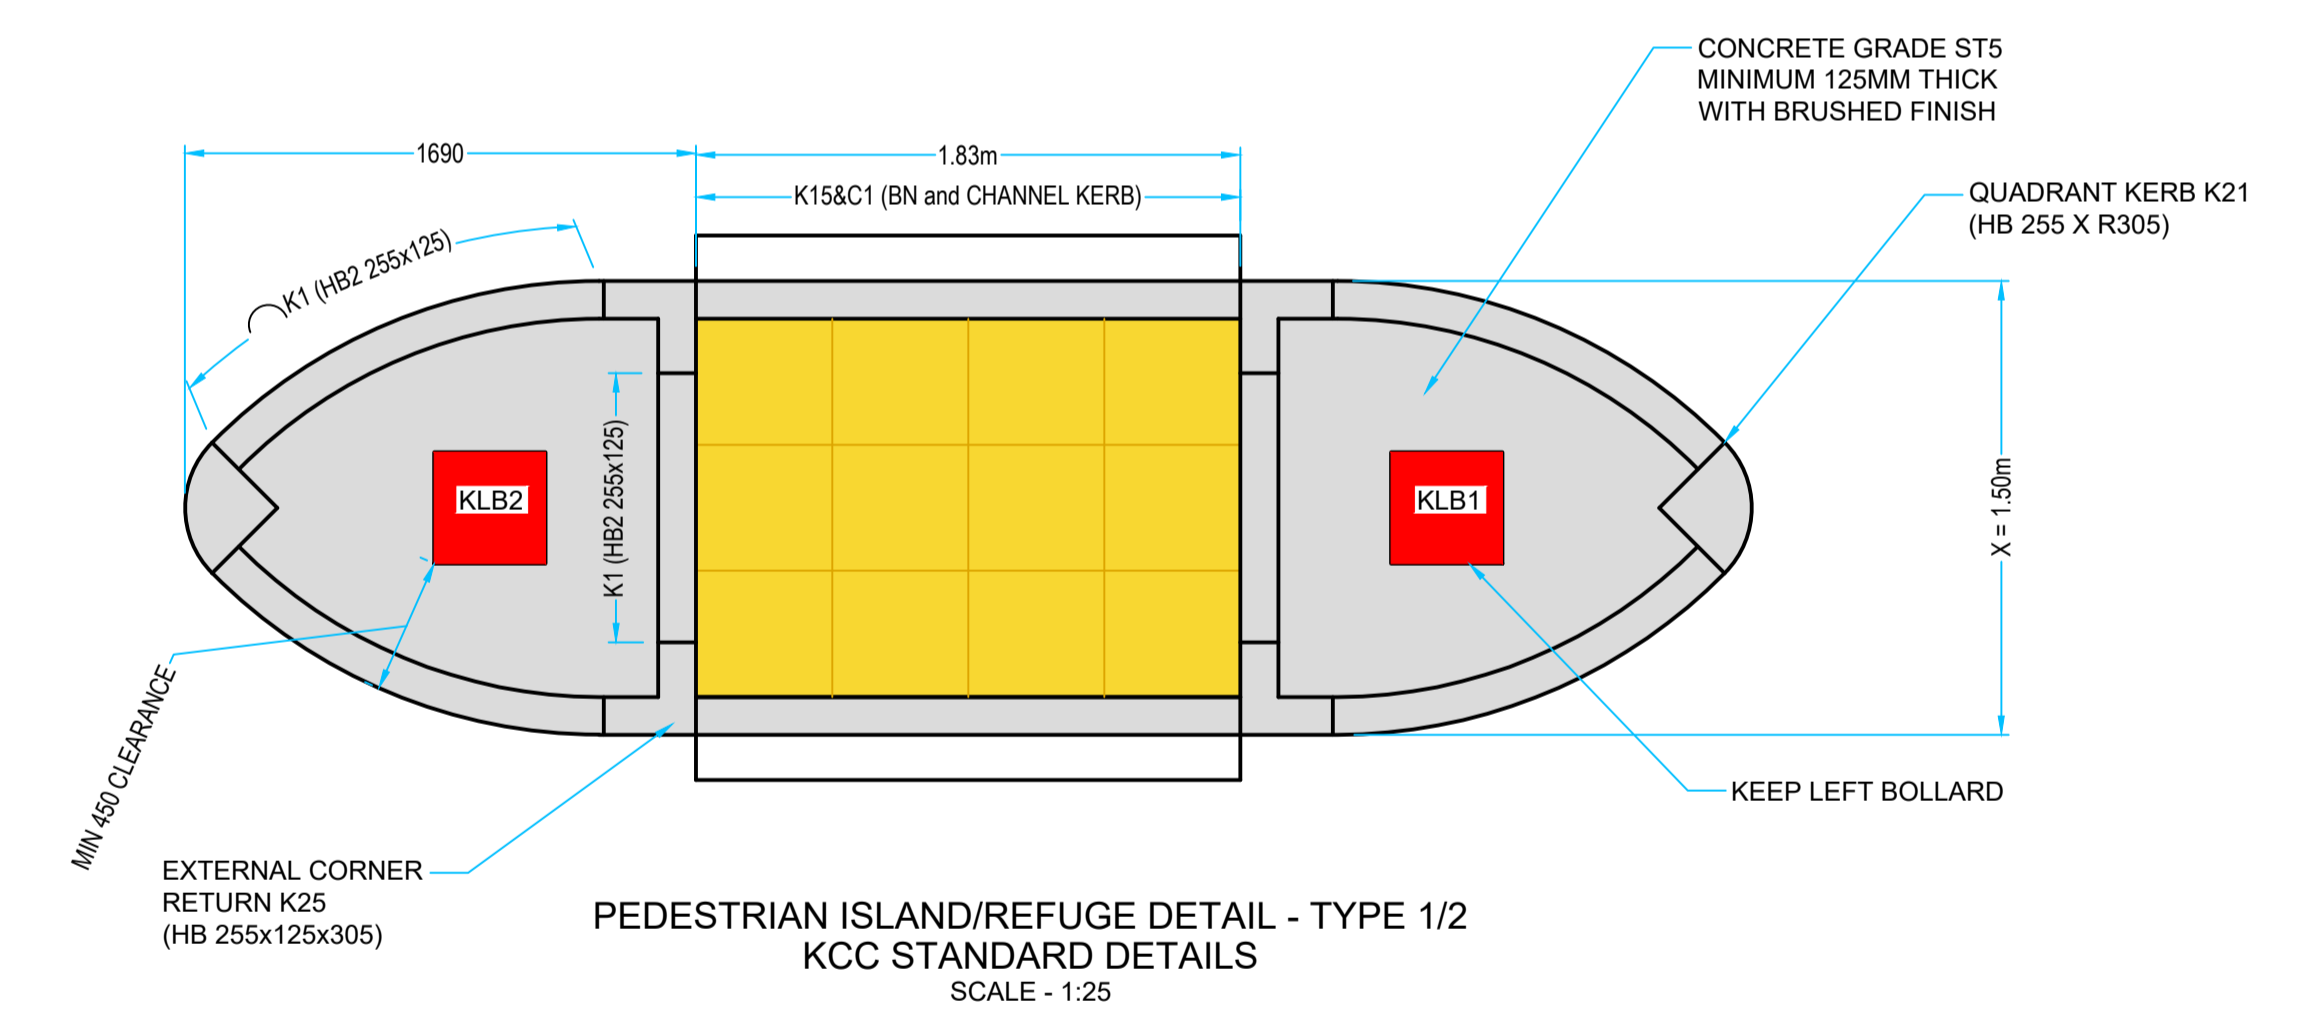 CONCRETE GRADE ST5
MINIMUM 125MM THICK
WITH BRUSHED FINISH
1690
1.83m
K15&C1 (BN and CHANNEL KERB)
QUADRANT KERB K21
(HB 255 X R305)
K1 (HB2 255x125)
K1 (HB2 255x125)
KLB2
KLB1
X = 1.50m
MIN 450 CLEARANCE
KEEP LEFT BOLLARD
EXTERNAL CORNER
RETURN K25
(HB 255x125x305)
PEDESTRIAN ISLAND/REFUGE DETAIL - TYPE 1/2
KCC STANDARD DETAILS
SCALE - 1:25